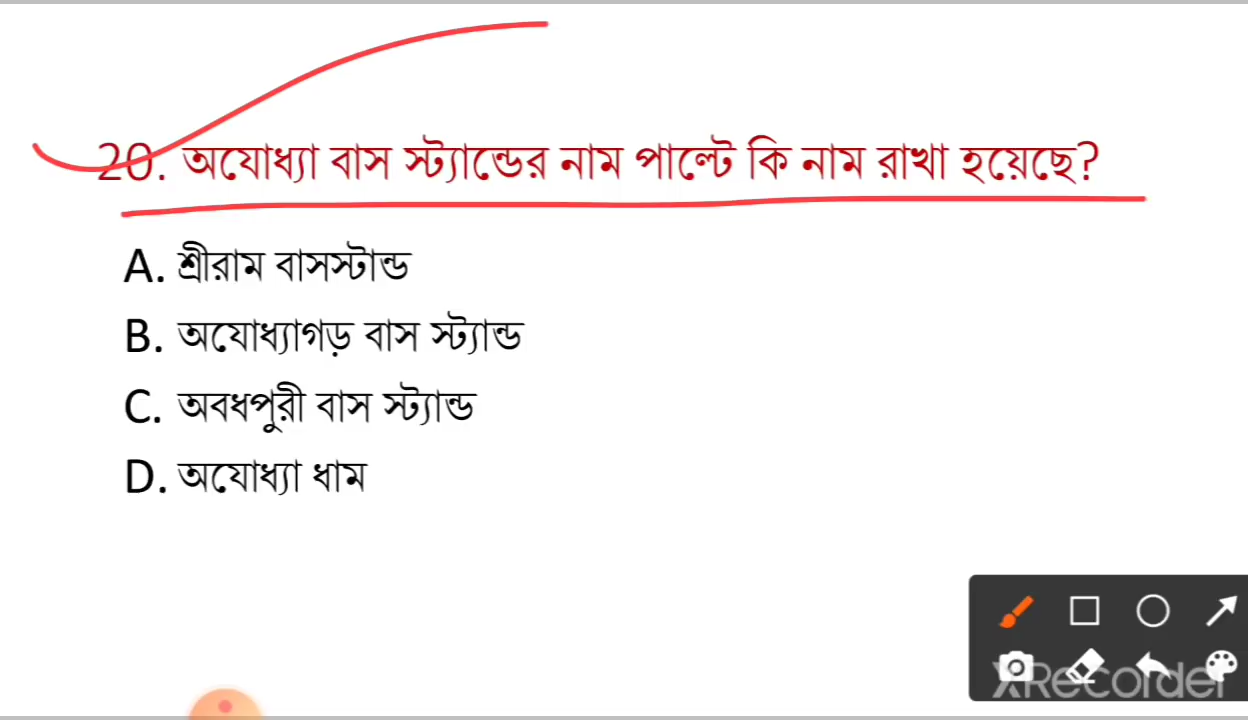 20. অযোধ্যা বাস স্ট্যান্ডের নাম পাল্টে কি নাম রাখা হয়েছে?
A. শ্রীরাম বাসস্টান্ড
B. অযোধ্যাগড় বাস স্ট্যান্ড
C. অবধপুরী বাস স্ট্যান্ড
D. অযোধ্যা ধাম
XRecorder